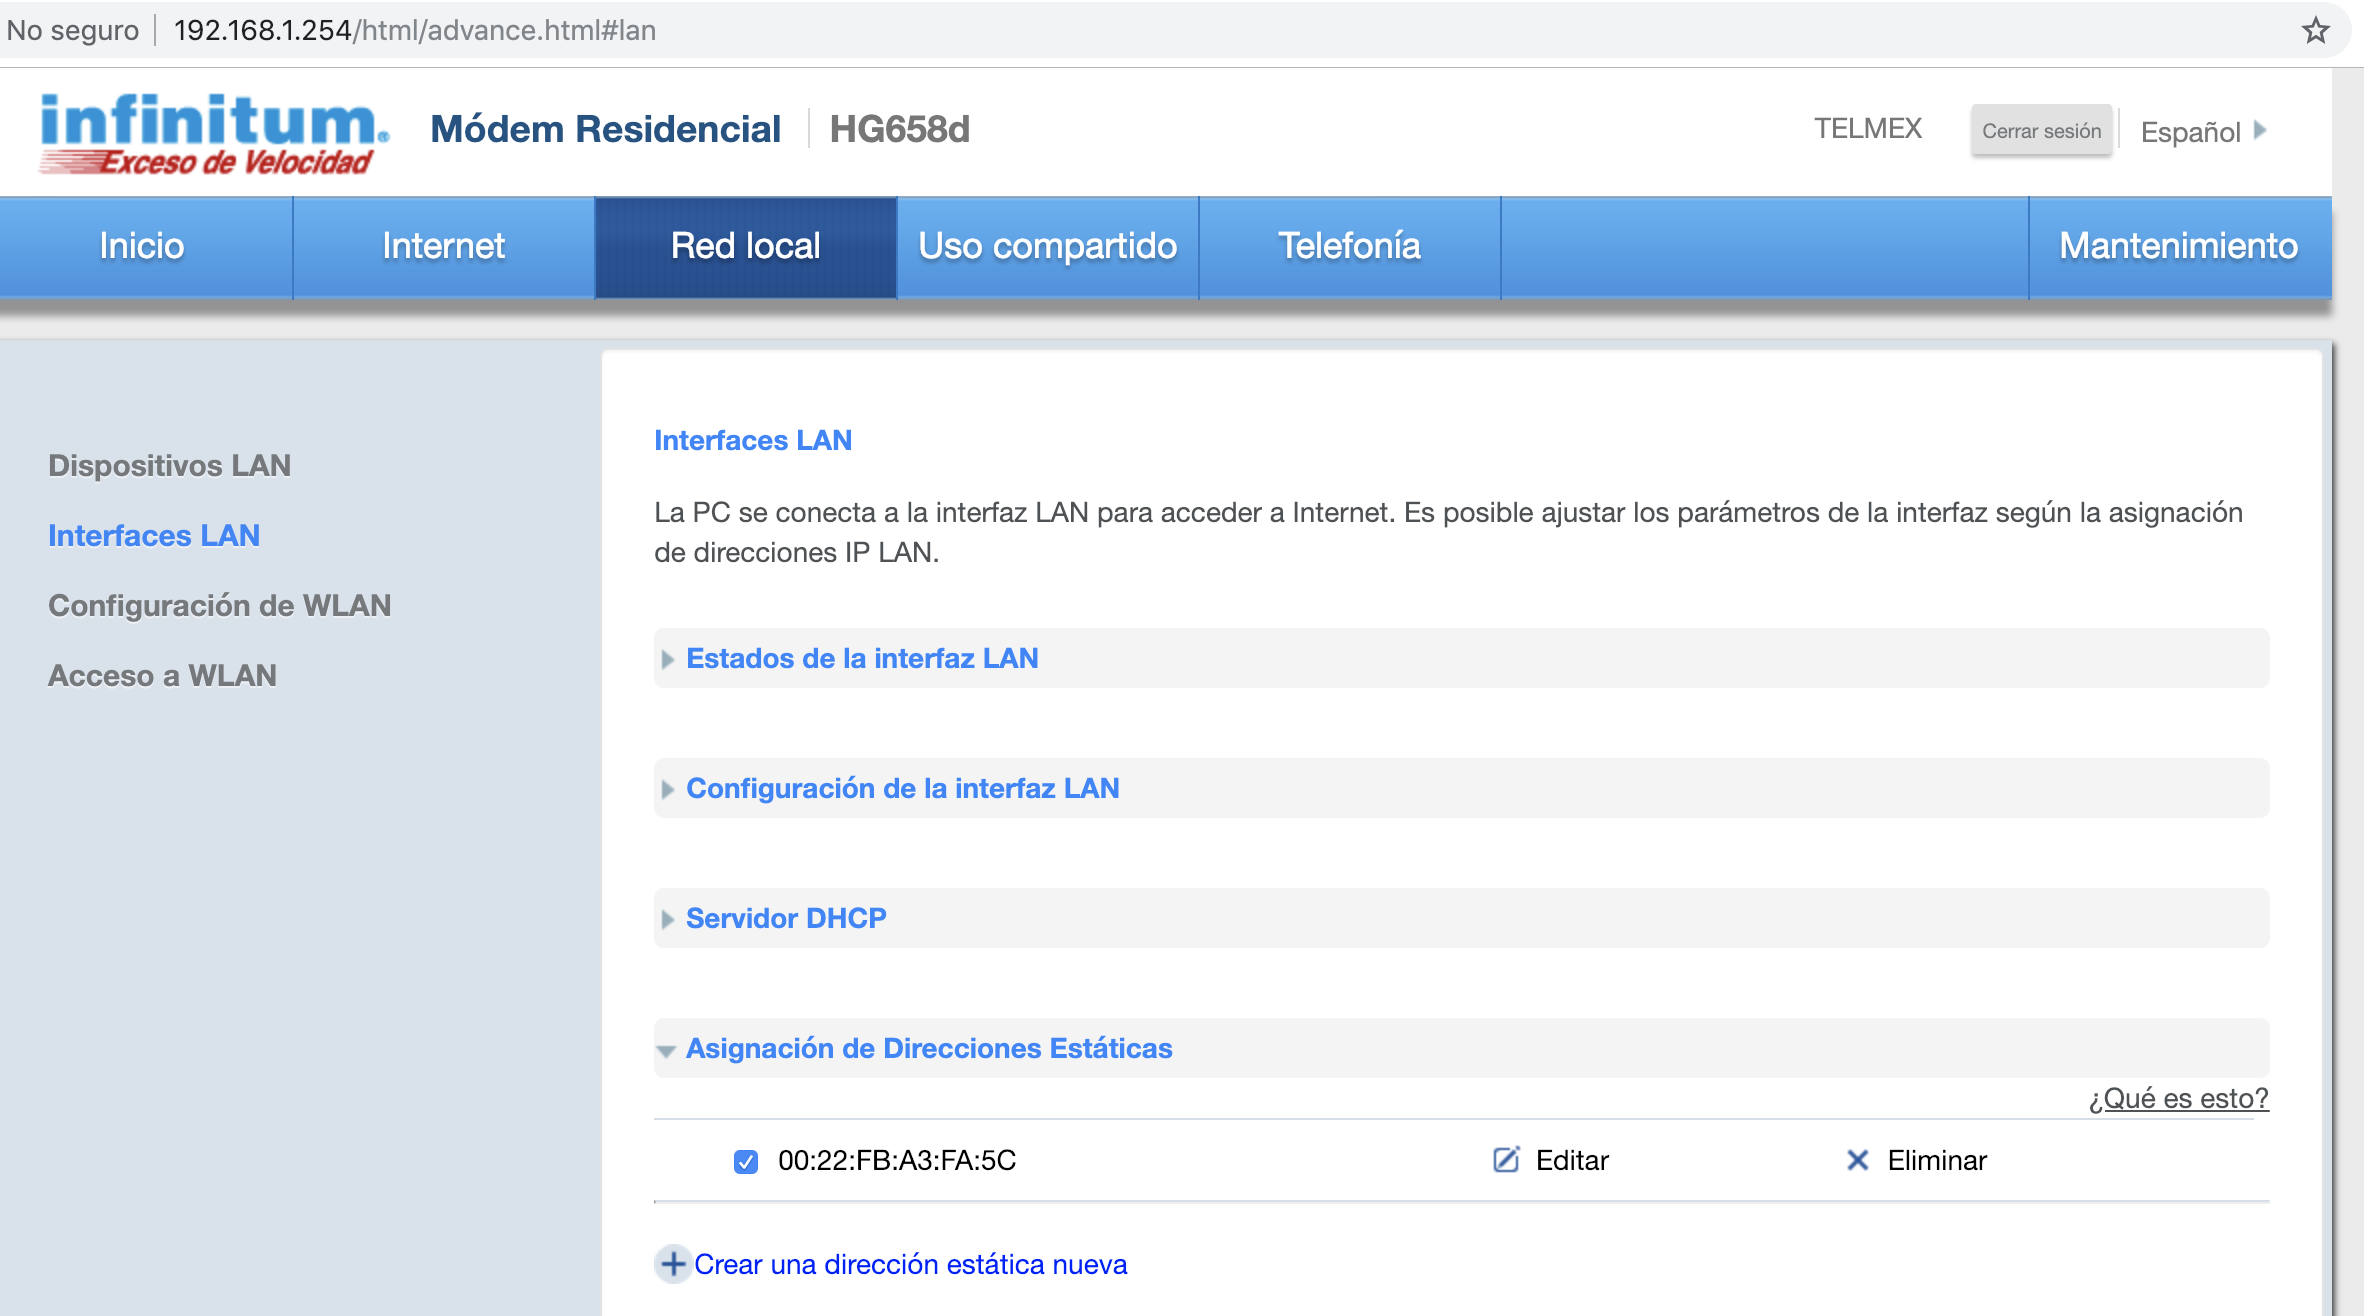 No seguro
192.168.1.254/html/advance.html#lan
infinitum®
Exceso de Velocidad
Módem Residencial
HG658d
TELMEX
Cerrar sesión
Español
Inicio
Internet
Red local
Uso compartido
Telefonía
Mantenimiento
Dispositivos LAN
Interfaces LAN
Configuración de WLAN
Acceso a WLAN
Interfaces LAN
La PC se conecta a la interfaz LAN para acceder a Internet. Es posible ajustar los parámetros de la interfaz según la asignación
de direcciones IP LAN.
Estados de la interfaz LAN
Configuración de la interfaz LAN
Servidor DHCP
Asignación de Direcciones Estáticas
¿Qué es esto?
00:22:FB:A3:FA:5C
Editar
Eliminar
Crear una dirección estática nueva